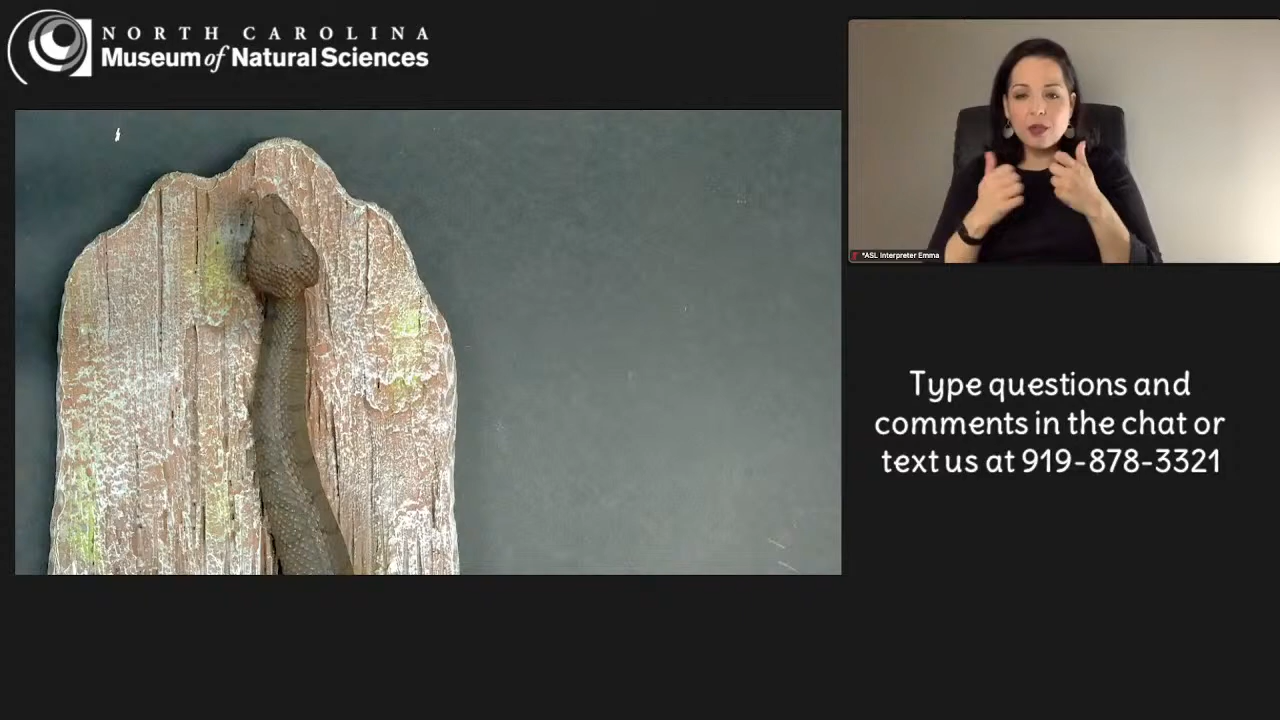 NORTH CAROLINA
Museum of Natural Sciences
*ASL Interpreter Emma
Type questions and
comments in the chat or
text us at 919-878-3321